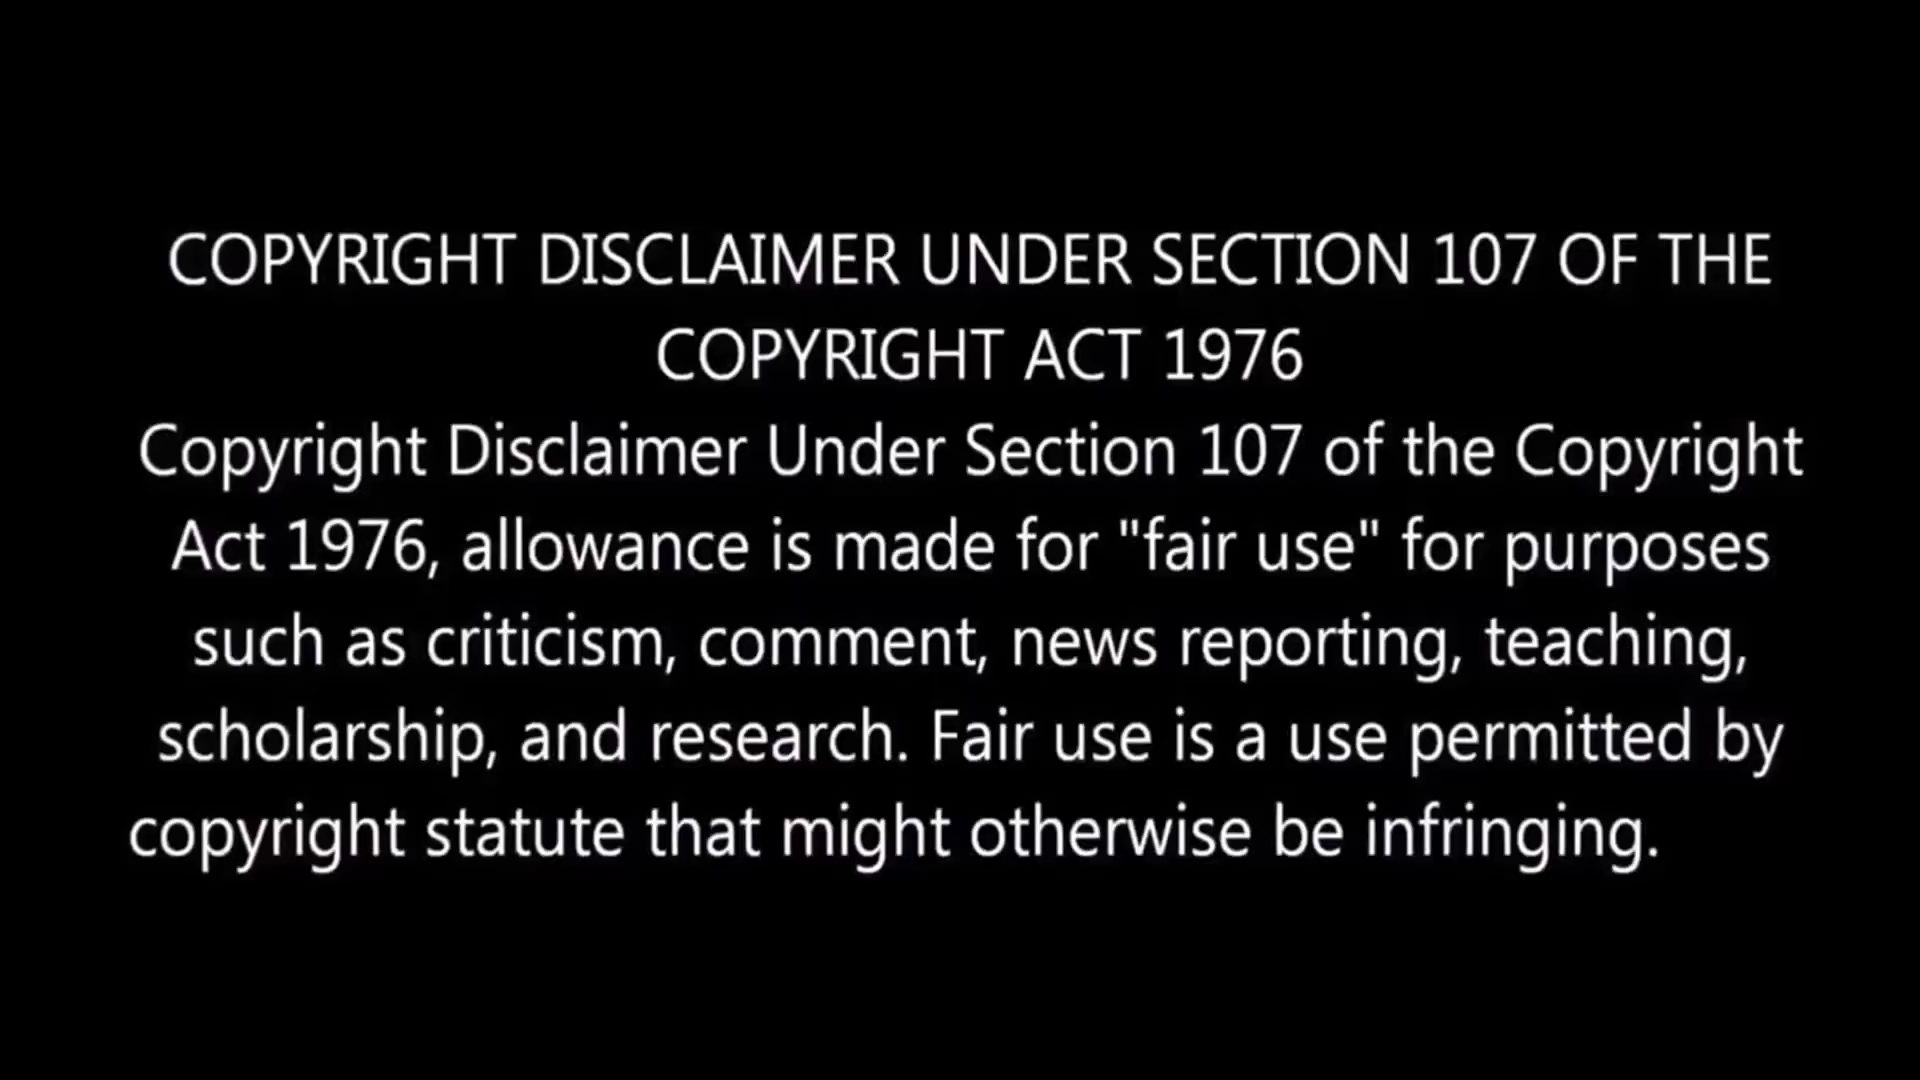 COPYRIGHT DISCLAIMER UNDER SECTION 107 OF THE
COPYRIGHT ACT 1976
Copyright Disclaimer Under Section 107 of the Copyright
Act 1976, allowance is made for "fair use" for purposes
such as criticism, comment, news reporting, teaching,
scholarship, and research. Fair use is a use permitted by
copyright statute that might otherwise be infringing.